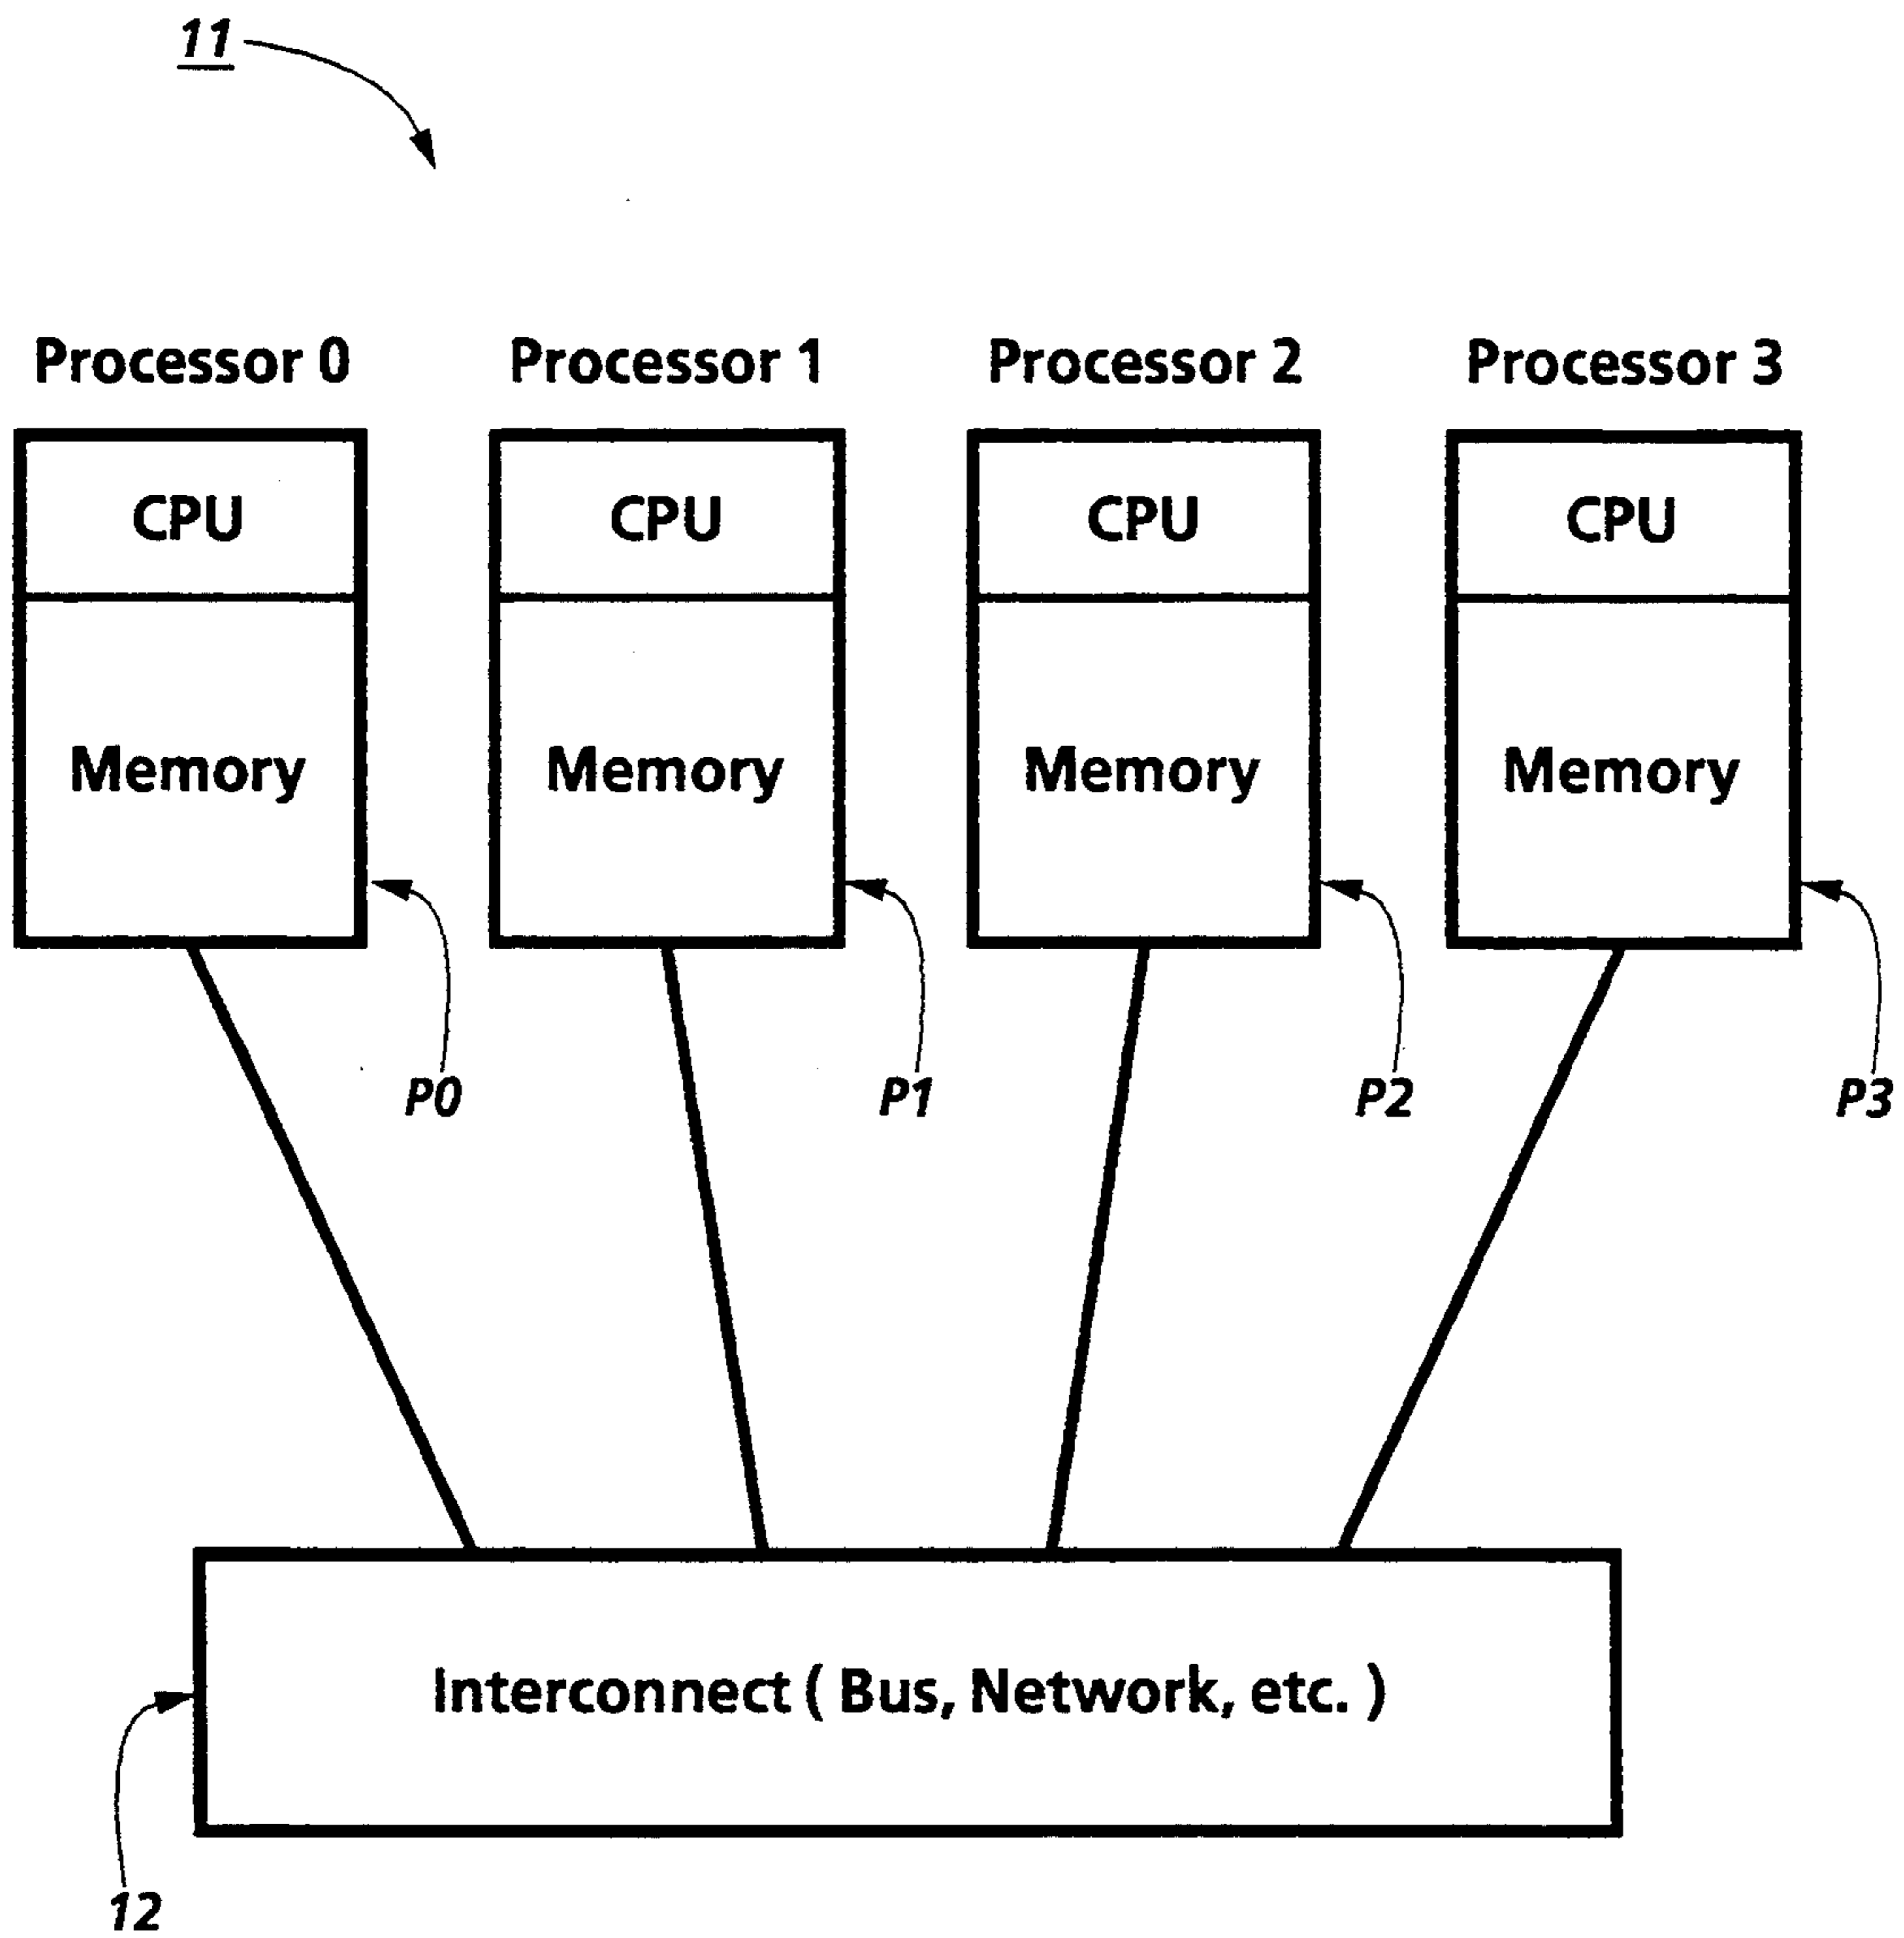 11
Processor 0 Processor 1 Processor 2 Processor 3
CPU CPU CPU CPU
Memory Memory Memory Memory
P0 P1 P2 P3
Interconnect ( Bus, Network, etc. )
12